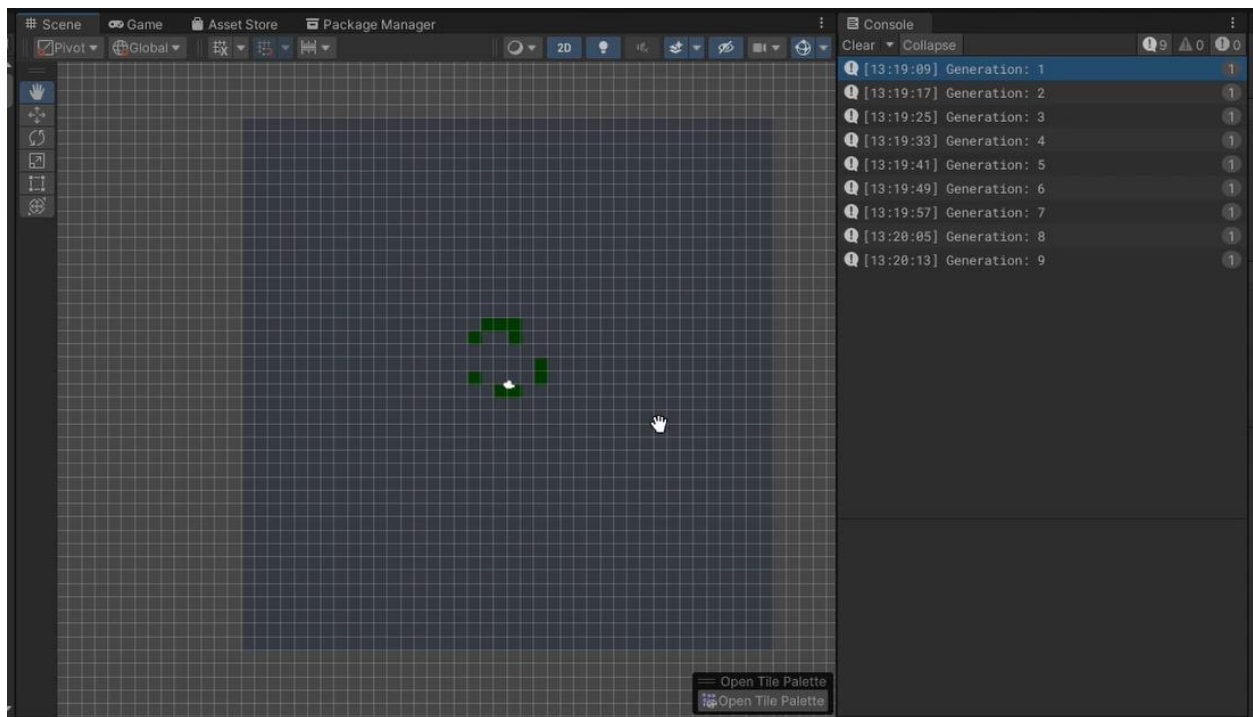 Scene Game Asset Store Package Manager
Pivot Global 2D
Console
Clear Collapse 9 0 0
[13:19:09] Generation: 1 1
[13:19:17] Generation: 2 1
[13:19:25] Generation: 3 1
[13:19:33] Generation: 4 1
[13:19:41] Generation: 5 1
[13:19:49] Generation: 6 1
[13:19:57] Generation: 7 1
[13:20:05] Generation: 8 1
[13:20:13] Generation: 9 1
Open Tile Palette
Open Tile Palette